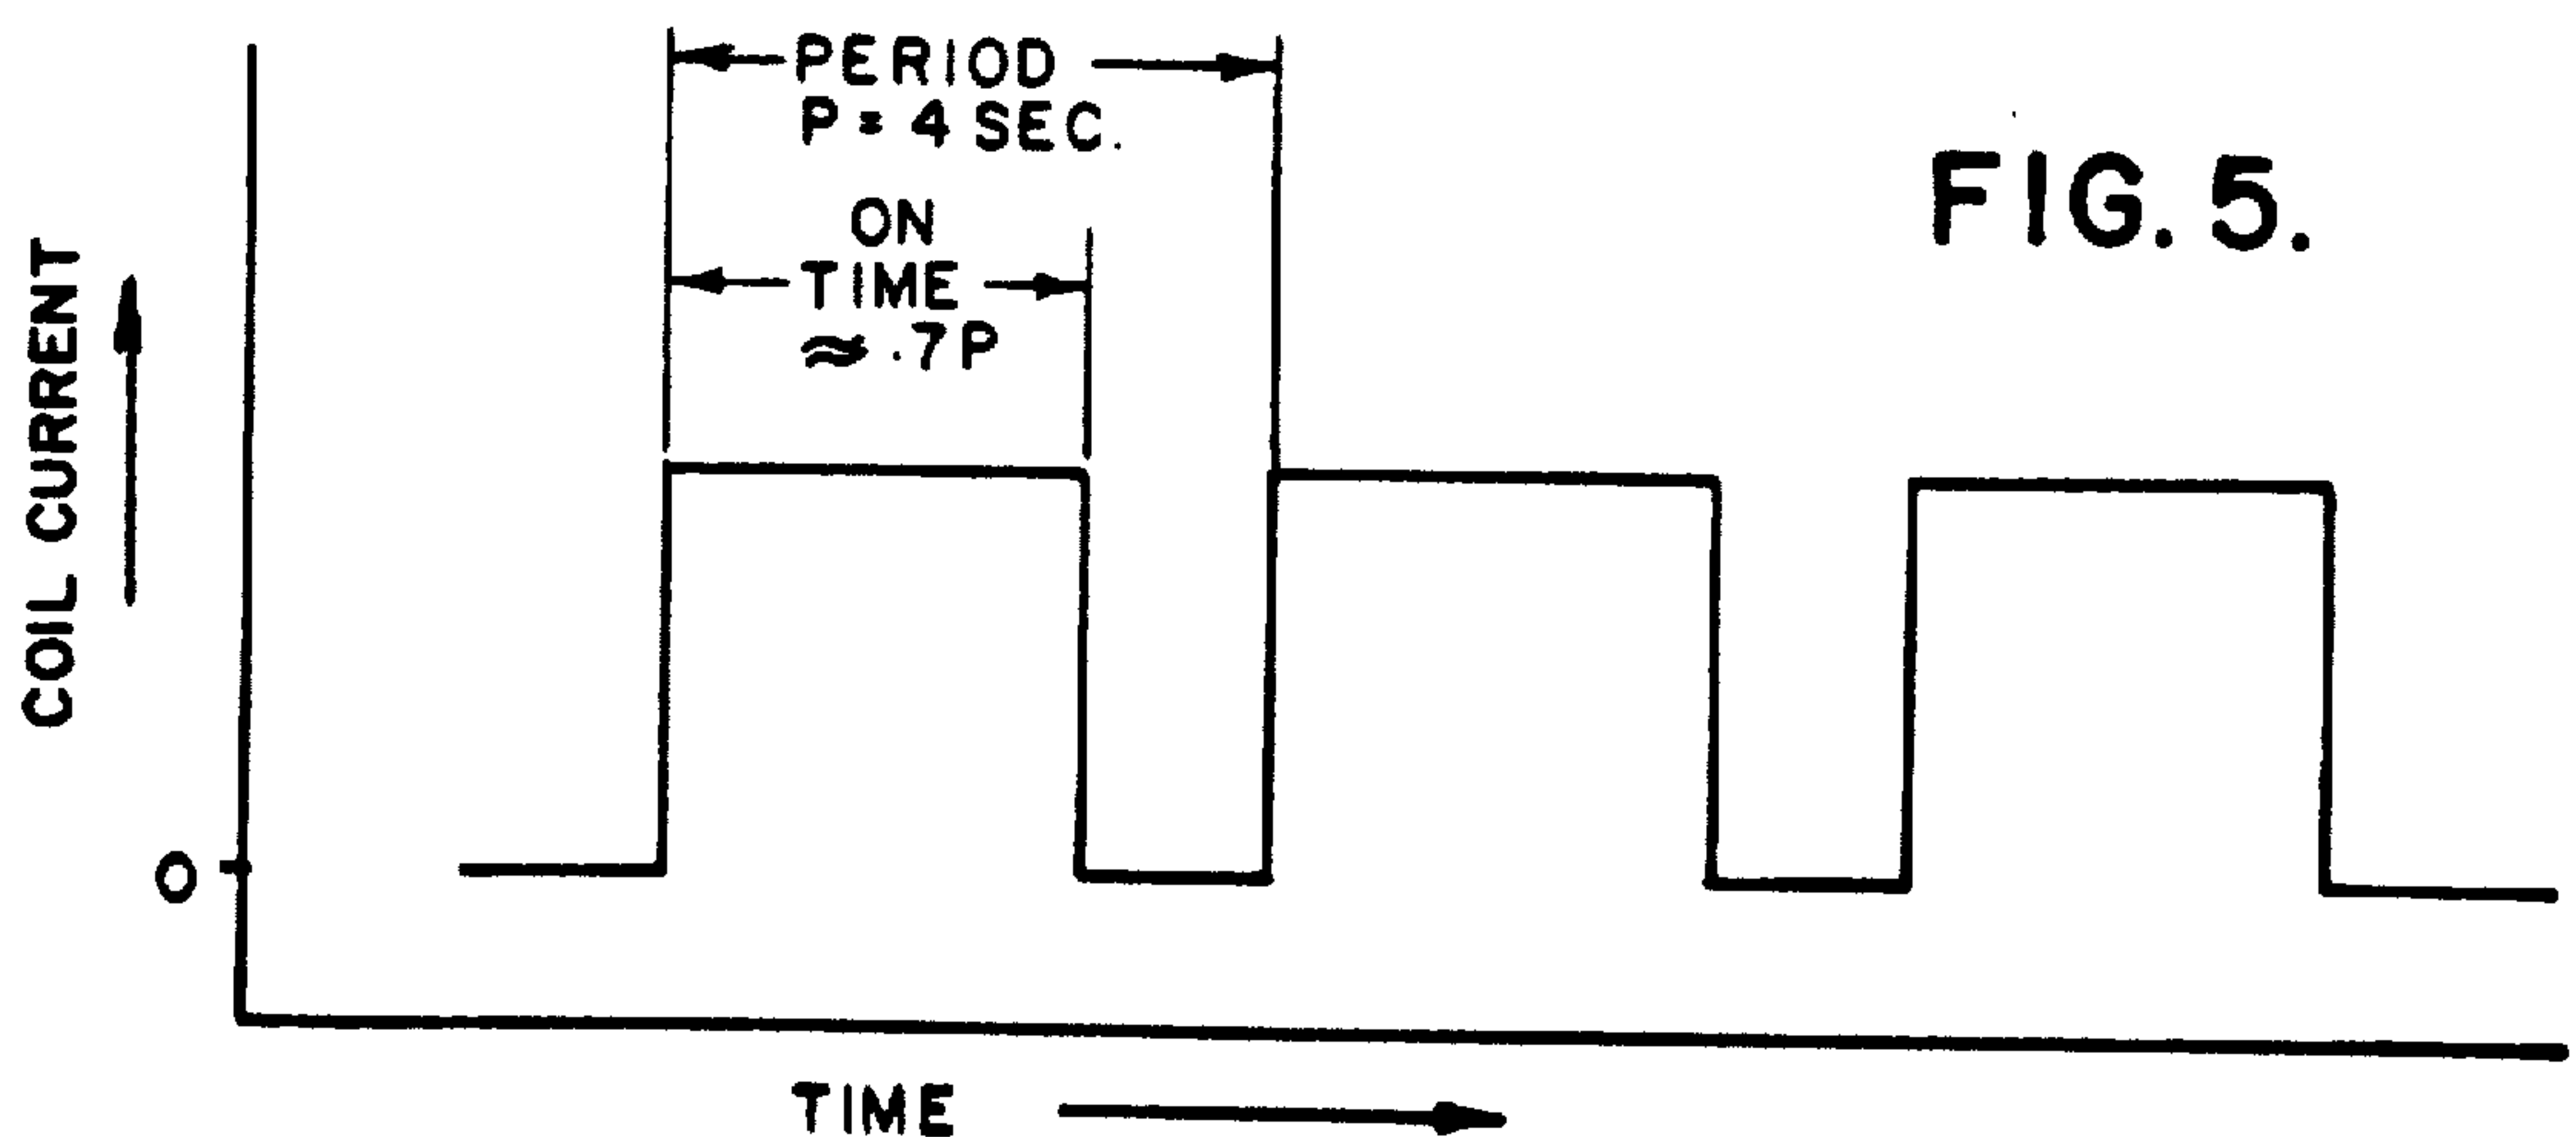 PERIOD
P = 4 SEC.
ON
TIME
≈ .7P
FIG. 5.
COIL CURRENT
0
TIME